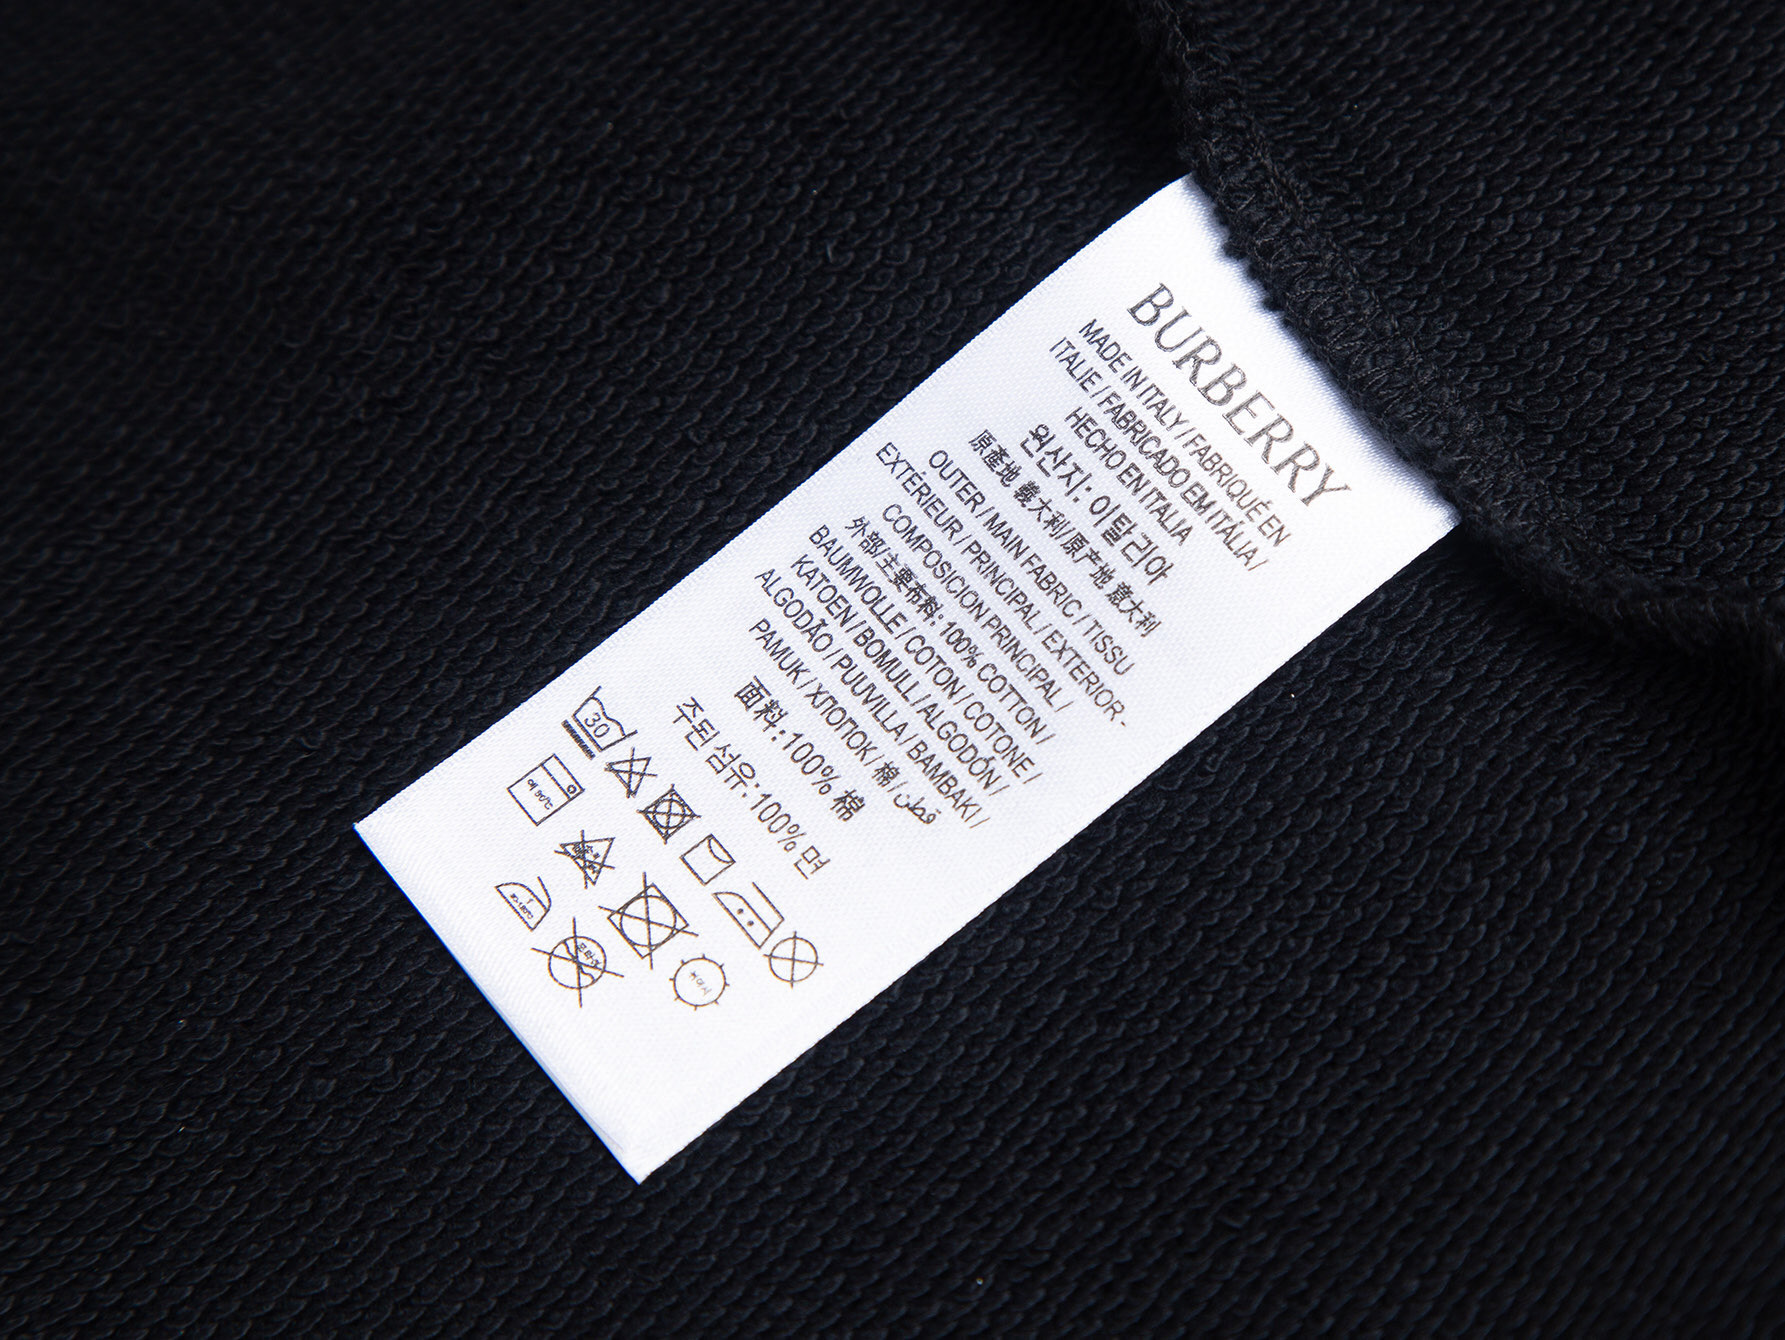 BURBERRY
MADE IN ITALY / FABRIQUÉ EN
ITALIE / FABRICADO EM ITÁLIA /
HECHO EN ITALIA
원산지: 이탈리아
原產地 義大利/原产地 意大利
OUTER / MAIN FABRIC / TISSU
EXTÉRIEUR / PRINCIPAL / EXTERIOR -
COMPOSICION PRINCIPAL /
外部/主要布料: 100% COTTON /
BAUMWOLLE / COTON / COTONE /
KATOEN / BOMULL / ALGODÓN /
ALGODÃO / PUUVILLA / BAMBAKI /
PAMUK / ХЛОПОК / 棉 / قطن
面料: 100% 棉
주된 섬유: 100% 면
30